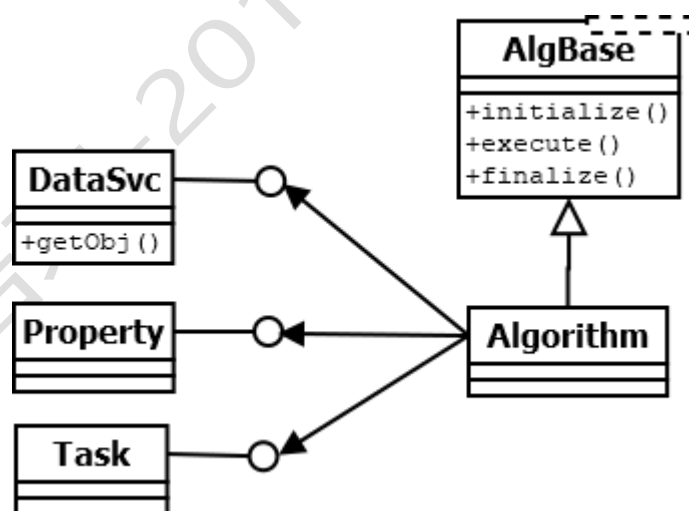 AlgBase
+initialize()
+execute()
+finalize()
DataSvc
+getObj()
Property
Algorithm
Task